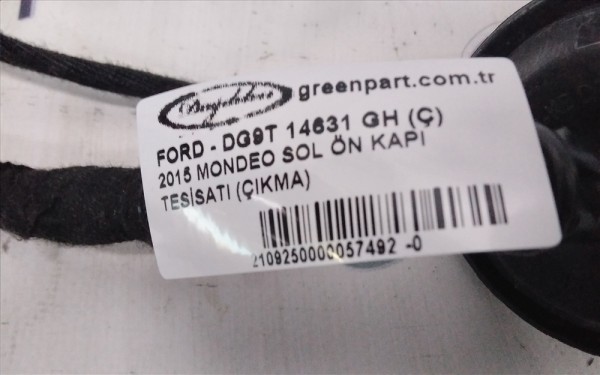 greenpart.com.tr
FORD - DG9T 14631 GH (Ç)
2015 MONDEO SOL ÖN KAPI
TESİSATI (ÇIKMA)
2109250000057492 -0